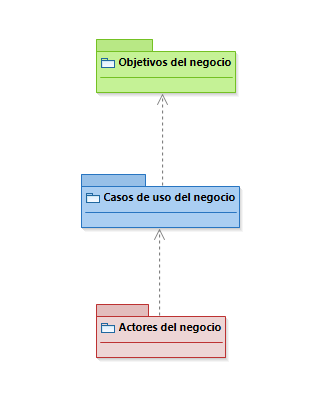 Objetivos del negocio
Casos de uso del negocio
Actores del negocio